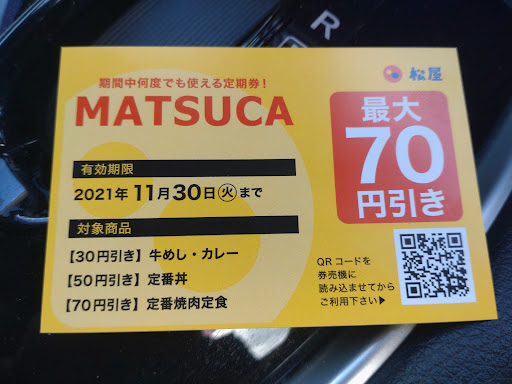 R
期間中何度でも使える定期券！
松屋
MATSUCA
最大
70
円引き
有効期限
2021年 11月30日㊋まで
対象商品
【30円引き】牛めし・カレー
【50円引き】定番丼
【70円引き】定番焼肉定食
QRコードを
券売機に
読み込ませてから
ご利用下さい▶